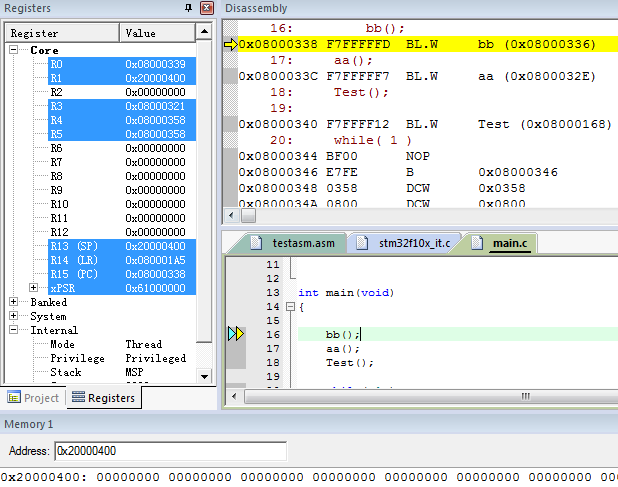 Registers
Register Value
Core
R0 0x08000339
R1 0x20000400
R2 0x00000000
R3 0x08000321
R4 0x08000358
R5 0x08000358
R6 0x00000000
R7 0x00000000
R8 0x00000000
R9 0x00000000
R10 0x00000000
R11 0x00000000
R12 0x00000000
R13 (SP) 0x20000400
R14 (LR) 0x080001A5
R15 (PC) 0x08000338
xPSR 0x61000000
Banked
System
Internal
Mode Thread
Privilege Privileged
Stack MSP
Project Registers
Disassembly
16: bb();
0x08000338 F7FFFFFD BL.W bb (0x08000336)
17: aa();
0x0800033C F7FFFFF7 BL.W aa (0x0800032E)
18: Test();
19:
0x08000340 F7FFFF12 BL.W Test (0x08000168)
20: while( 1 )
0x08000344 BF00 NOP
0x08000346 E7FE B 0x08000346
0x08000348 0358 DCW 0x0358
0x0800034A 0800 DCW 0x0800
testasm.asm stm32f10x_it.c main.c
11
12
13 int main(void)
14 {
15
16 bb();
17 aa();
18 Test();
19
Memory 1
Address: 0x20000400
0x20000400: 00000000 00000000 00000000 00000000 00000000 00000000 00000000 00000000 000